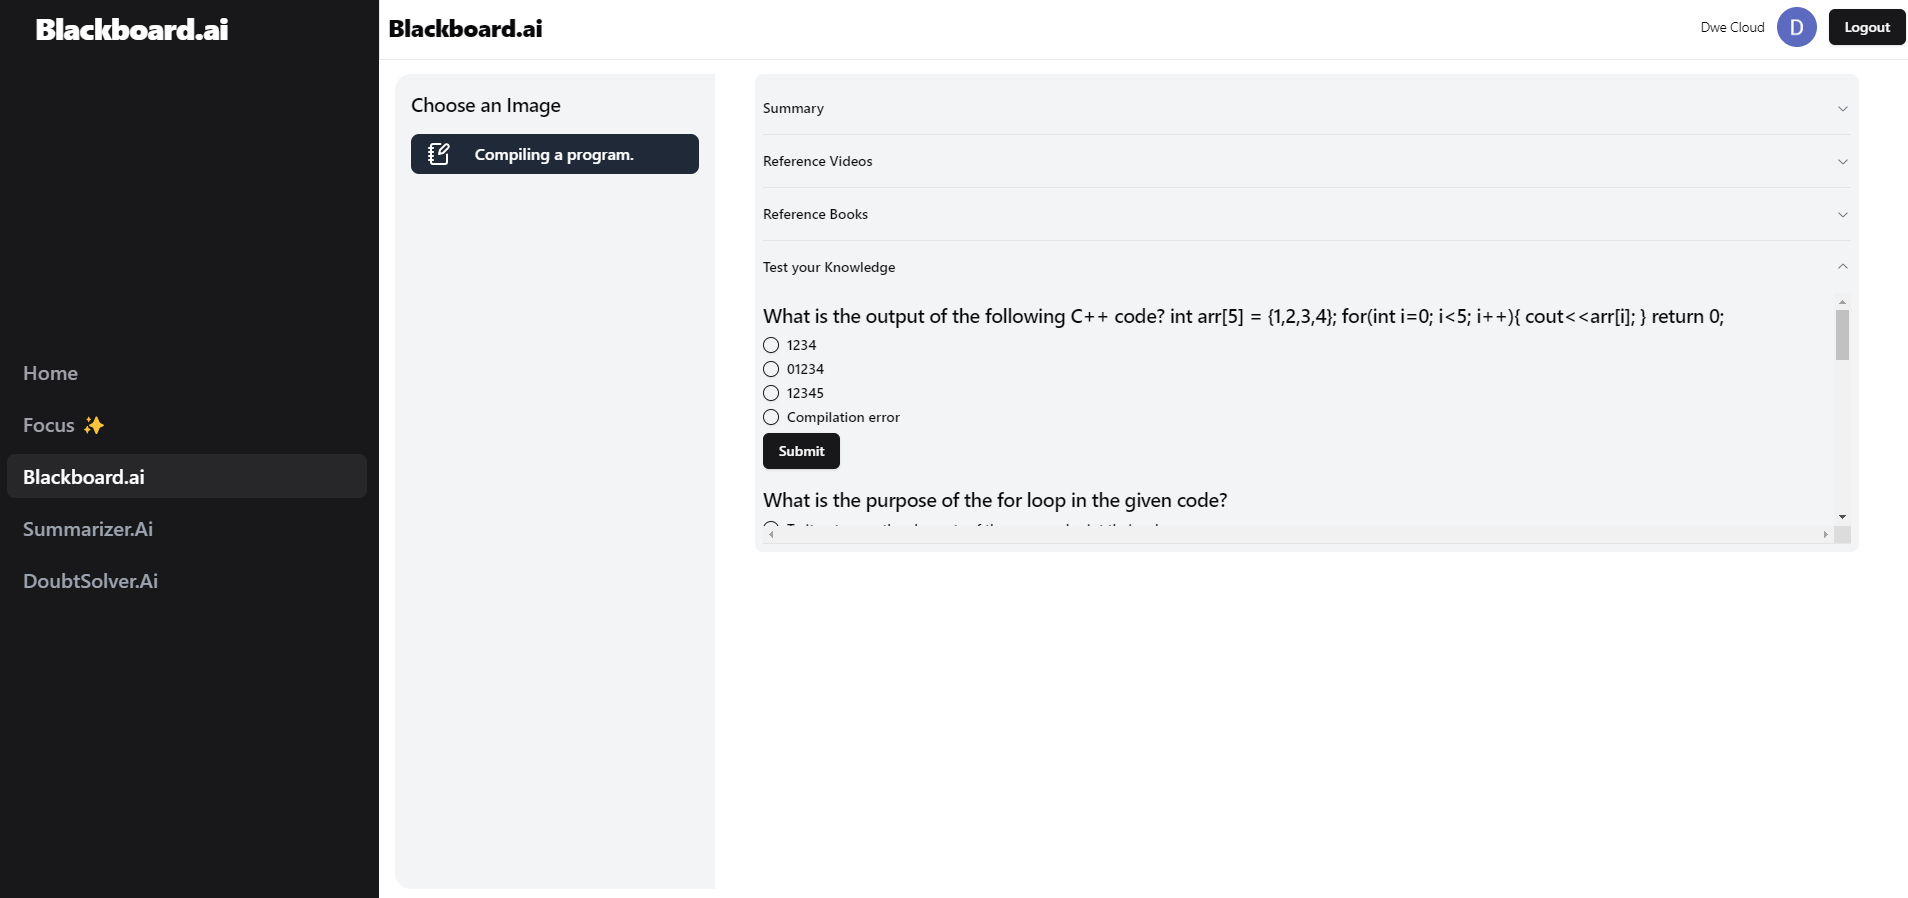 Blackboard.ai
Home
Focus ✨
Blackboard.ai
Summarizer.Ai
DoubtSolver.Ai
Blackboard.ai
Dwe Cloud
D
Logout
Choose an Image
Compiling a program.
Summary
Reference Videos
Reference Books
Test your Knowledge
What is the output of the following C++ code? int arr[5] = {1,2,3,4}; for(int i=0; i<5; i++){ cout<<arr[i]; } return 0;
1234
01234
12345
Compilation error
Submit
What is the purpose of the for loop in the given code?